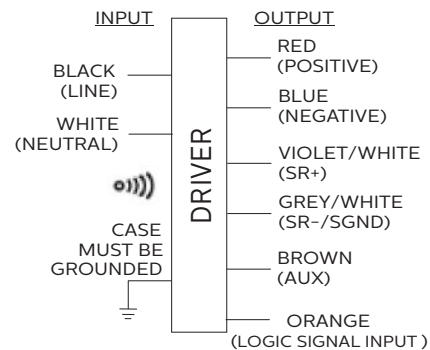 INPUT
OUTPUT
BLACK
(LINE)
WHITE
(NEUTRAL)
CASE
MUST BE
GROUNDED
DRIVER
RED
(POSITIVE)
BLUE
(NEGATIVE)
VIOLET/WHITE
(SR+)
GREY/WHITE
(SR-/SGND)
BROWN
(AUX)
ORANGE
(LOGIC SIGNAL INPUT )